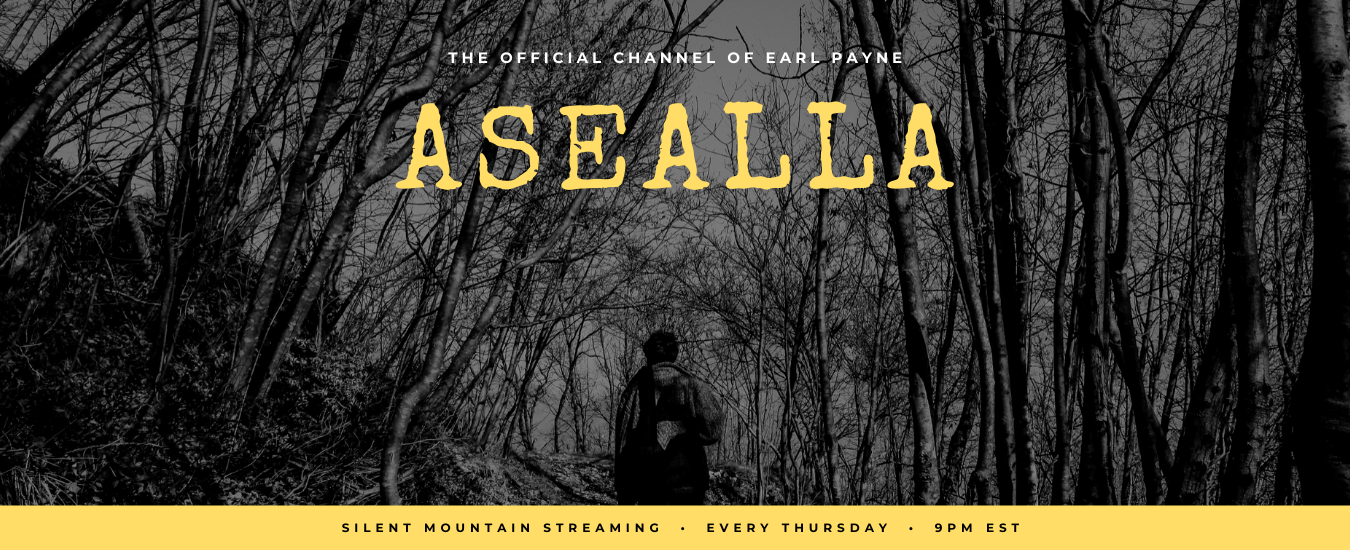 THE OFFICIAL CHANNEL OF EARL PAYNE
ASEALLA
SILENT MOUNTAIN STREAMING • EVERY THURSDAY • 9PM EST